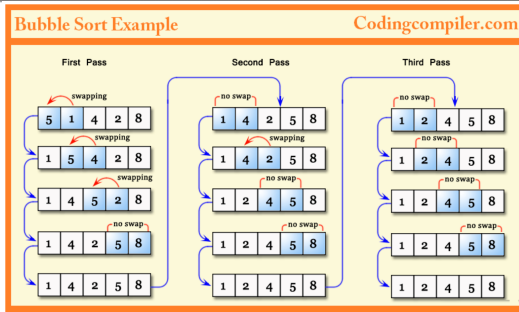 Bubble Sort Example
Codingcompiler.com
First Pass
swapping
5 1 4 2 8
swapping
1 5 4 2 8
swapping
1 4 5 2 8
no swap
1 4 2 5 8
1 4 2 5 8
Second Pass
no swap
1 4 2 5 8
swapping
1 4 2 5 8
no swap
1 2 4 5 8
no swap
1 2 4 5 8
1 2 4 5 8
Third Pass
no swap
1 2 4 5 8
no swap
1 2 4 5 8
no swap
1 2 4 5 8
no swap
1 2 4 5 8
1 2 4 5 8